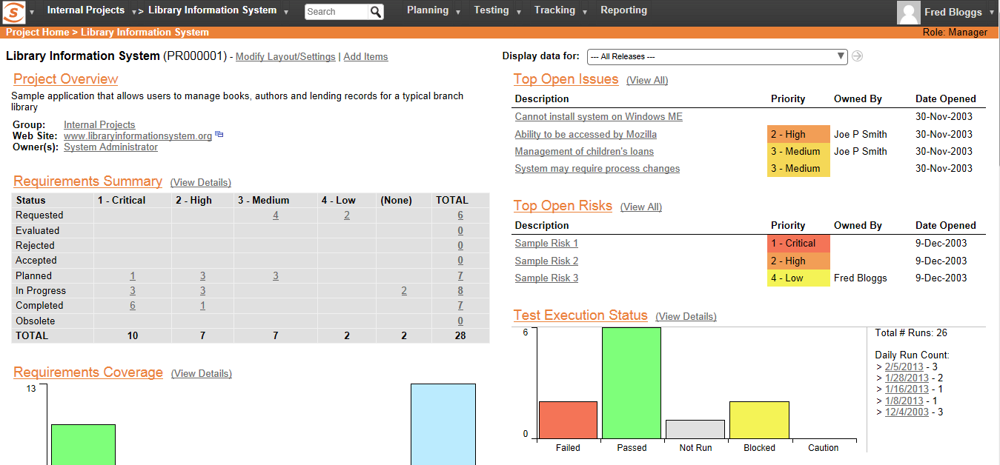 Internal Projects > Library Information System Search Planning Testing Tracking Reporting Fred Bloggs
Project Home > Library Information System Role: Manager
Library Information System (PR000001) - Modify Layout/Settings | Add Items
Project Overview
Sample application that allows users to manage books, authors and lending records for a typical branch
library
Group: Internal Projects
Web Site: www.libraryinformationsystem.org
Owner(s): System Administrator
Requirements Summary (View Details)
Status 1 - Critical 2 - High 3 - Medium 4 - Low (None) TOTAL
Requested 4 2 6
Evaluated 0
Rejected 0
Accepted 0
Planned 1 3 3 7
In Progress 3 3 2 8
Completed 6 1 7
Obsolete 0
TOTAL 10 7 7 2 2 28
Requirements Coverage (View Details)
13
Display data for: --- All Releases ---
Top Open Issues (View All)
Description Priority Owned By Date Opened
Cannot install system on Windows ME 30-Nov-2003
Ability to be accessed by Mozilla 2 - High Joe P Smith 30-Nov-2003
Management of children's loans 3 - Medium Joe P Smith 30-Nov-2003
System may require process changes 3 - Medium 30-Nov-2003
Top Open Risks (View All)
Description Priority Owned By Date Opened
Sample Risk 1 1 - Critical 9-Dec-2003
Sample Risk 2 2 - High 9-Dec-2003
Sample Risk 3 4 - Low Fred Bloggs 9-Dec-2003
Test Execution Status (View Details)
6
0
Failed Passed Not Run Blocked Caution
Total # Runs: 26
Daily Run Count:
> 2/5/2013 - 3
> 1/28/2013 - 2
> 1/16/2013 - 1
> 1/8/2013 - 1
> 12/4/2003 - 3